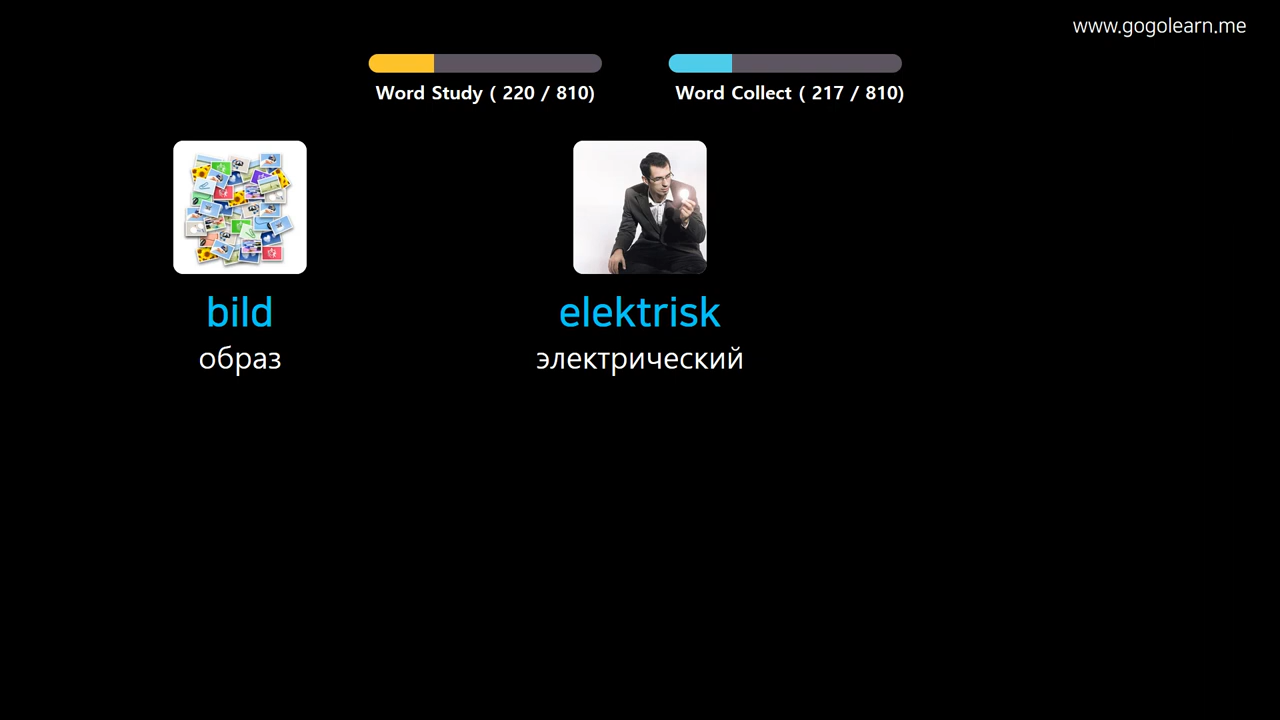 www.gogolearn.me
Word Study ( 220 / 810)
Word Collect ( 217 / 810)
bild
образ
elektrisk
электрический